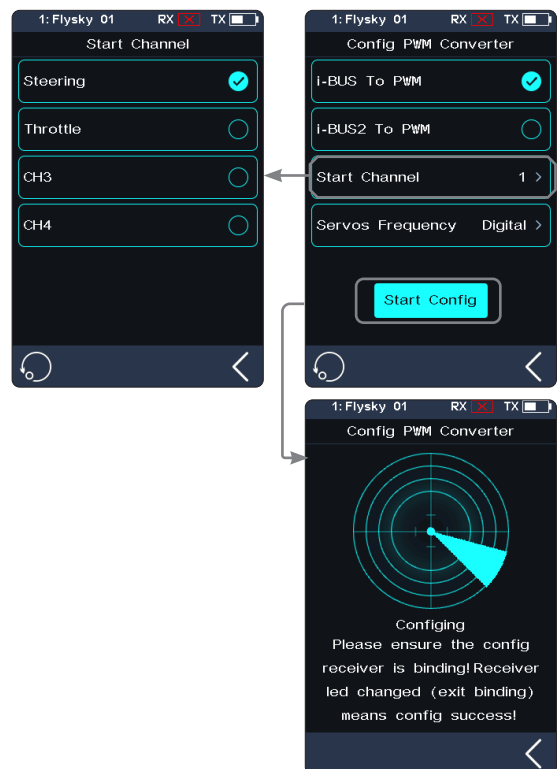 1: Flysky 01 RX TX
Start Channel
Steering
Throttle
CH3
CH4
1: Flysky 01 RX TX
Config PWM Converter
i-BUS To PWM
i-BUS2 To PWM
Start Channel 1 >
Servos Frequency Digital >
Start Config
1: Flysky 01 RX TX
Config PWM Converter
Configing
Please ensure the config
receiver is binding! Receiver
led changed (exit binding)
means config success!